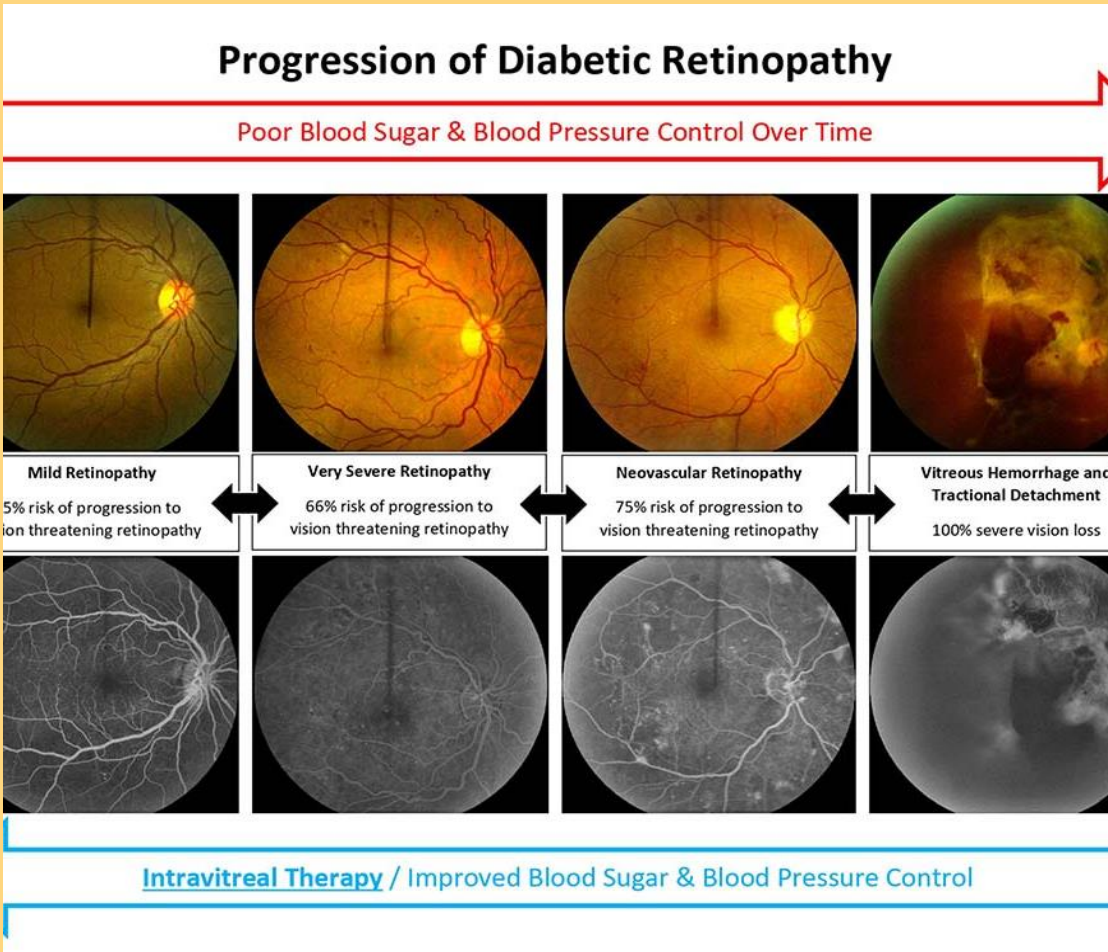 Progression of Diabetic Retinopathy
Poor Blood Sugar & Blood Pressure Control Over Time
Mild Retinopathy
5% risk of progression to
ion threatening retinopathy
Very Severe Retinopathy
66% risk of progression to
vision threatening retinopathy
Neovascular Retinopathy
75% risk of progression to
vision threatening retinopathy
Vitreous Hemorrhage and
Tractional Detachment
100% severe vision loss
Intravitreal Therapy / Improved Blood Sugar & Blood Pressure Control